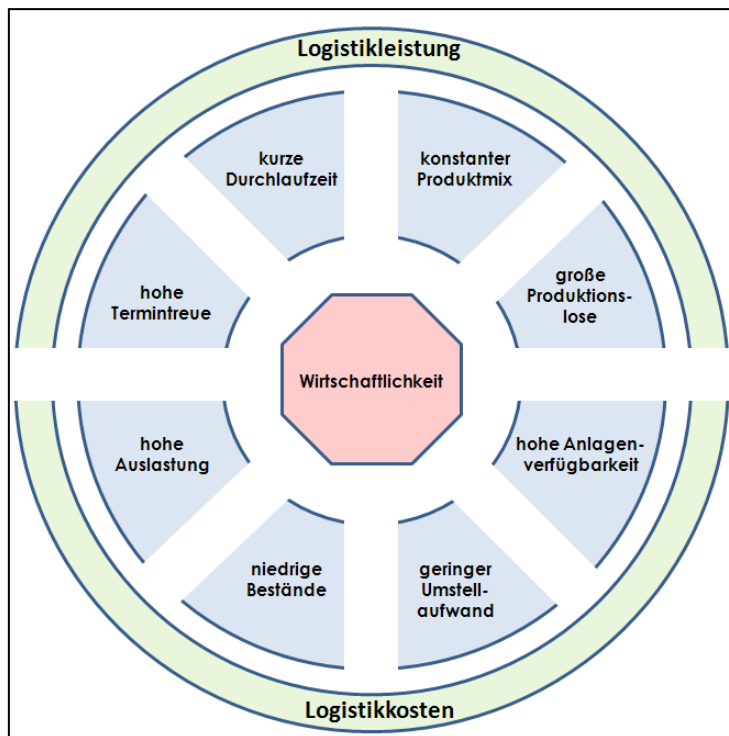 Logistikleistung
kurze
Durchlaufzeit
konstanter
Produktmix
hohe
Termintreue
große
Produktions-
lose
Wirtschaftlichkeit
hohe
Auslastung
hohe Anlagen-
verfügbarkeit
niedrige
Bestände
geringer
Umstell-
aufwand
Logistikkosten